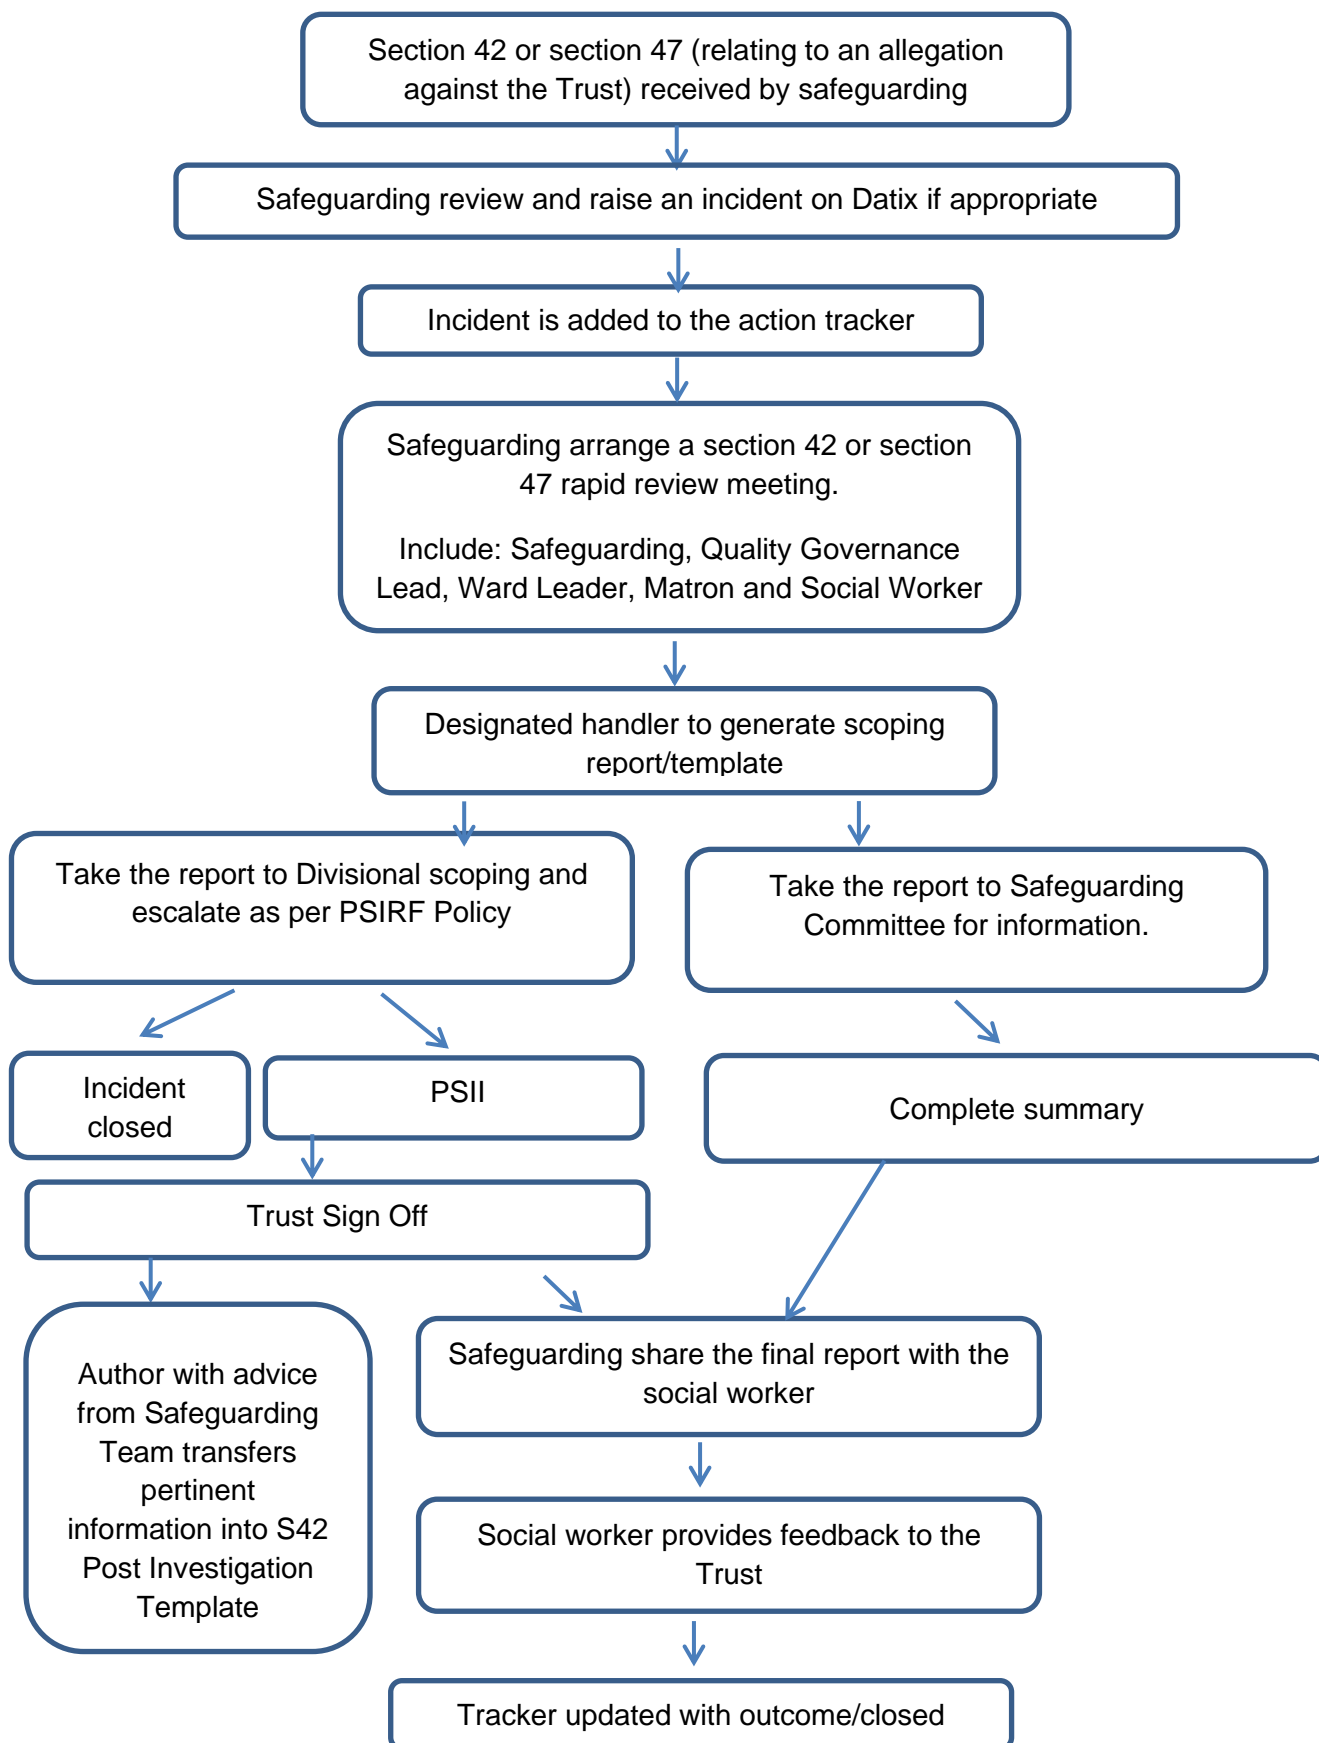 Section 42 or section 47 (relating to an allegation
against the Trust) received by safeguarding
Safeguarding review and raise an incident on Datix if appropriate
Incident is added to the action tracker
Safeguarding arrange a section 42 or section
47 rapid review meeting.
Include: Safeguarding, Quality Governance
Lead, Ward Leader, Matron and Social Worker
Designated handler to generate scoping
report/template
Take the report to Divisional scoping and
escalate as per PSIRF Policy
Take the report to Safeguarding
Committee for information.
Incident
closed
PSII
Complete summary
Trust Sign Off
Author with advice
from Safeguarding
Team transfers
pertinent
information into S42
Post Investigation
Template
Safeguarding share the final report with the
social worker
Social worker provides feedback to the
Trust
Tracker updated with outcome/closed